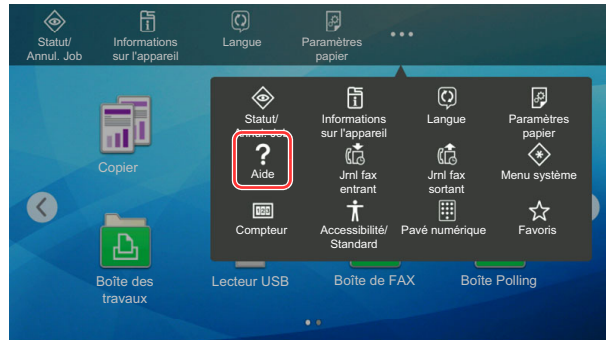 Statut/
Annul. Job
Informations
sur l'appareil
Langue
Paramètres
papier
Copier
Boîte des
travaux
Lecteur USB
Boîte de FAX
Boîte Polling
Statut/
Annul. Job
Informations
sur l'appareil
Langue
Paramètres
papier
?
Aide
Jrnl fax
entrant
Jrnl fax
sortant
Menu système
Compteur
Accessibilité/
Standard
Pavé numérique
Favoris